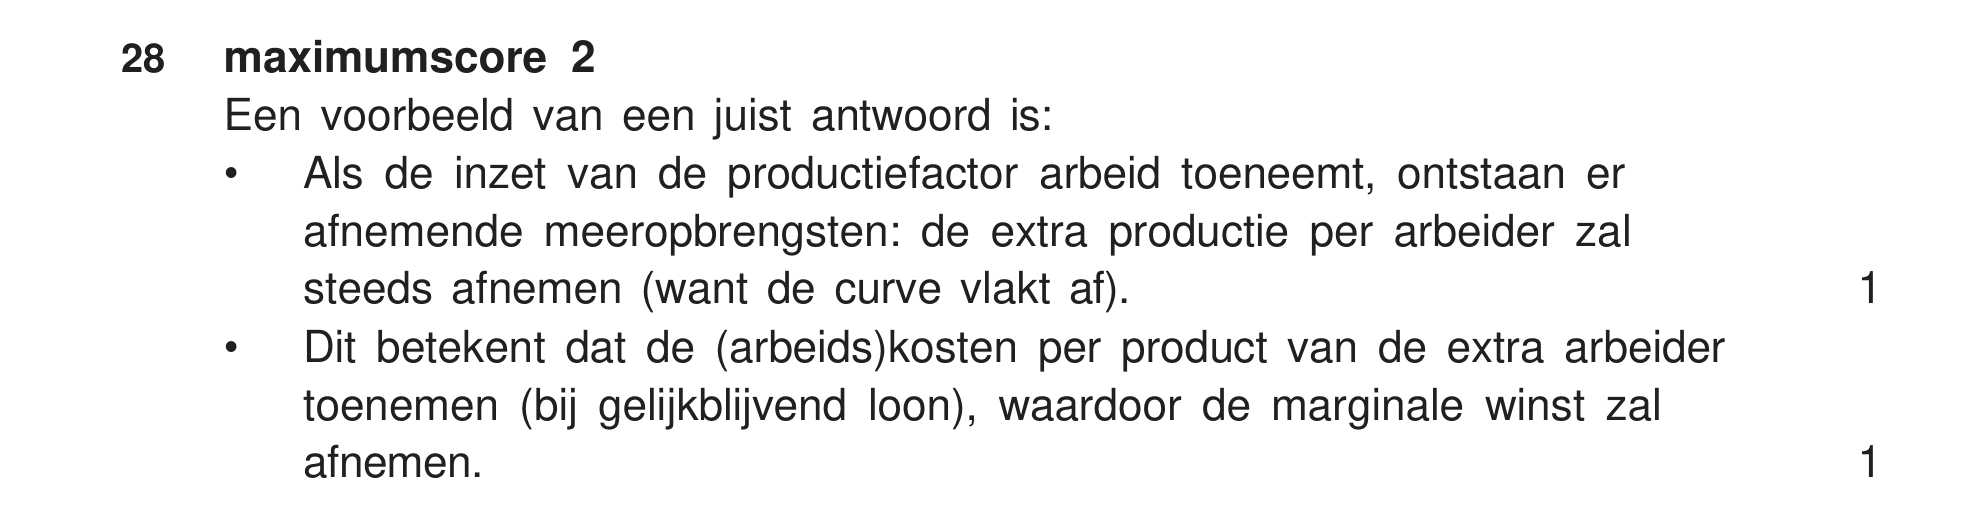 28 maximumscore 2
Een voorbeeld van een juist antwoord is:
• Als de inzet van de productiefactor arbeid toeneemt, ontstaan er
afnemende meeropbrengsten: de extra productie per arbeider zal
steeds afnemen (want de curve vlakt af). 1
• Dit betekent dat de (arbeids)kosten per product van de extra arbeider
toenemen (bij gelijkblijvend loon), waardoor de marginale winst zal
afnemen. 1